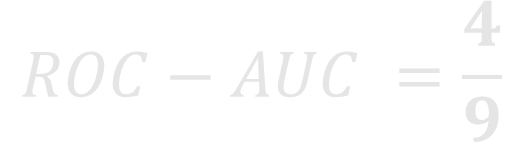 ROC − AUC = 4/9